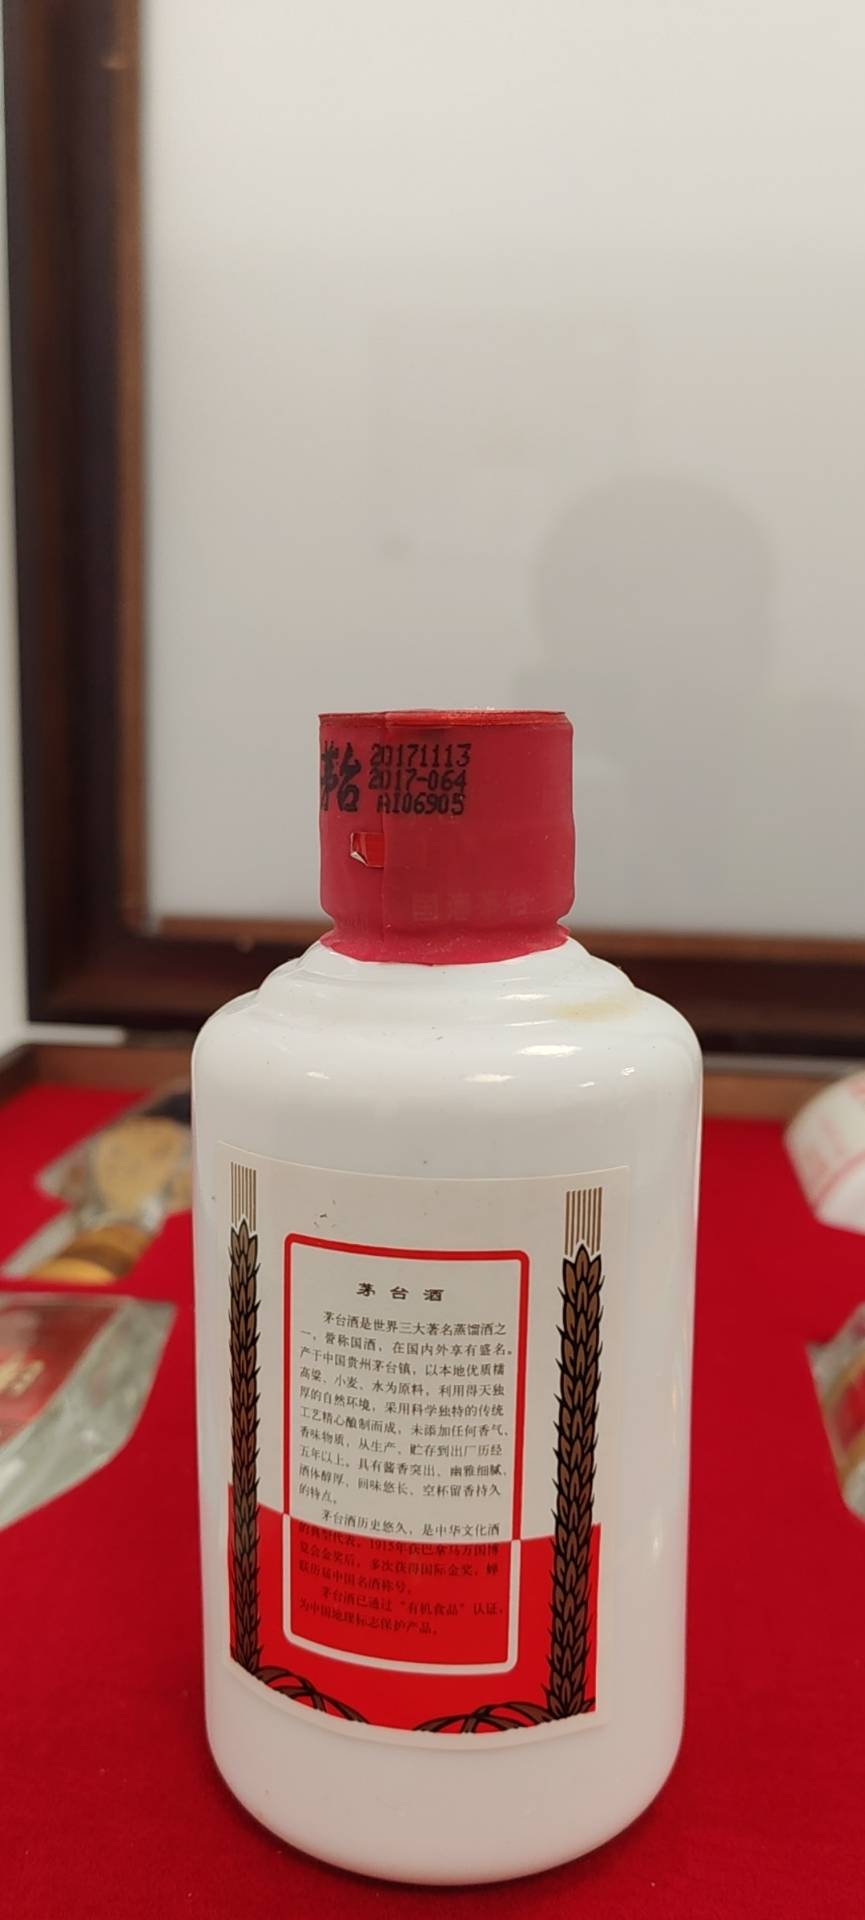 茅台
20171113
2017-064
AI06905
国酒茅台
茅台酒
茅台酒是世界三大著名蒸馏酒之
一，誉称国酒，在国内外享有盛名。
产于中国贵州茅台镇，以本地优质糯
高粱、小麦、水为原料，利用得天独
厚的自然环境，采用科学独特的传统
工艺精心酿制而成，未添加任何香气、
香味物质，从生产、贮存到出厂历经
五年以上。具有酱香突出、幽雅细腻、
酒体醇厚、回味悠长、空杯留香持久
的特点。
茅台酒历史悠久，是中华文化酒
的典型代表。1915年获巴拿马万国博
览会金奖后，多次获得国际金奖，蝉
联历届中国名酒称号。
茅台酒已通过“有机食品”认证，
为中国地理标志保护产品。